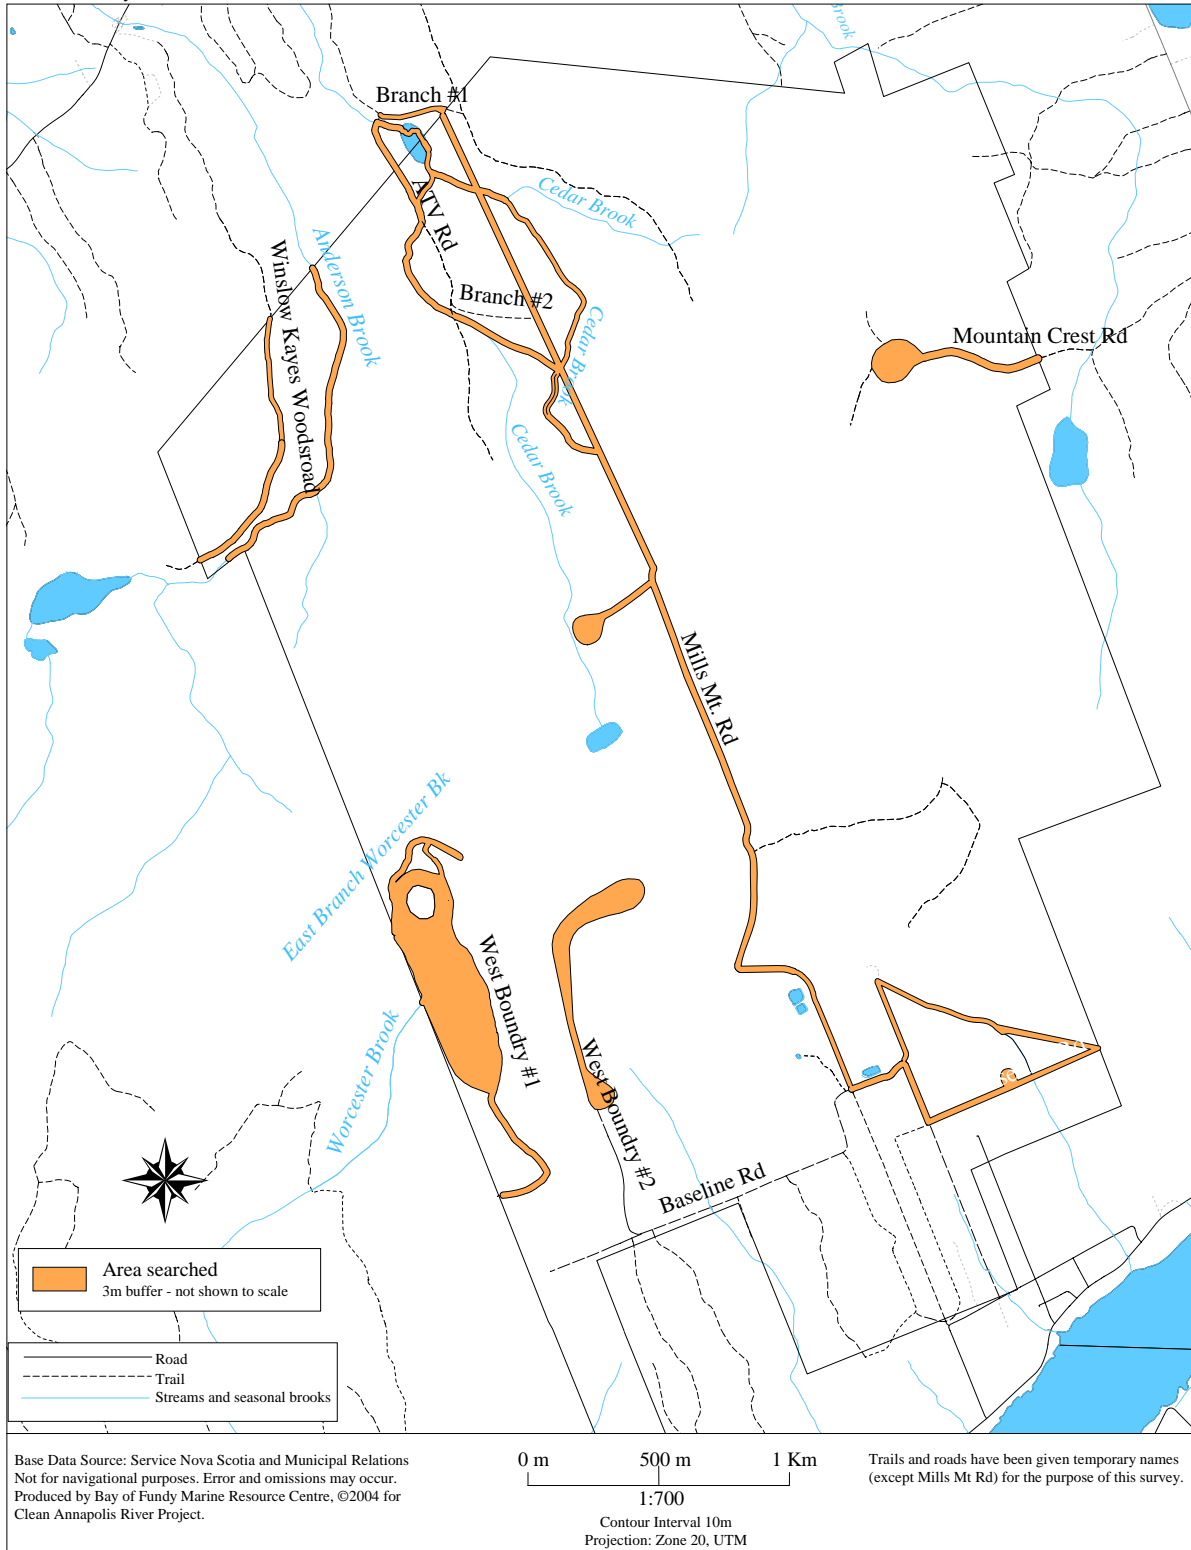 Brook
Branch #1
Cedar Brook
ATV Rd
Anderson Brook
Winslow Kayes Woodsroad
Branch #2
Cedar Brook
Mountain Crest Rd
Cedar Brook
Mills Mt. Rd
East Branch Worcester Bk
West Boundry #1
Worcester Brook
West Boundry #2
Baseline Rd
Area searched
3m buffer - not shown to scale
Road
Trail
Streams and seasonal brooks
Base Data Source: Service Nova Scotia and Municipal Relations
Not for navigational purposes. Error and omissions may occur.
Produced by Bay of Fundy Marine Resource Centre, ©2004 for
Clean Annapolis River Project.
0 m 500 m 1 Km
1:700
Contour Interval 10m
Projection: Zone 20, UTM
Trails and roads have been given temporary names
(except Mills Mt Rd) for the purpose of this survey.